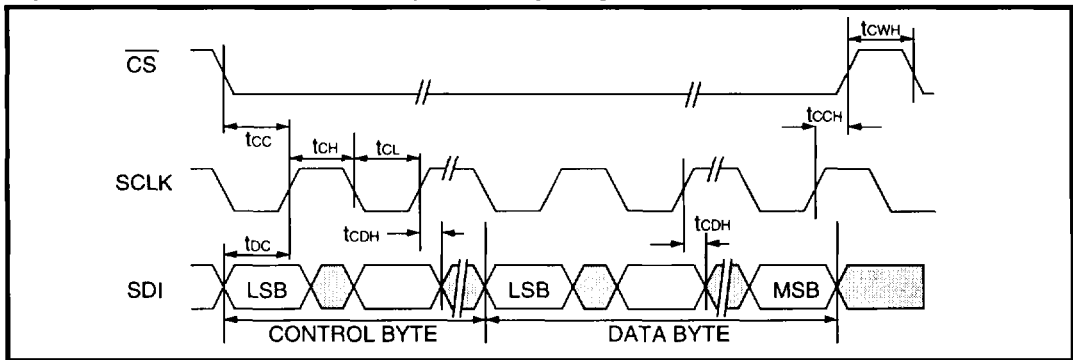 tCWH
CS
tCCH
tCC
tCH
tCL
SCLK
tCDH
tCDH
tDC
SDI
LSB
LSB
MSB
CONTROL BYTE
DATA BYTE